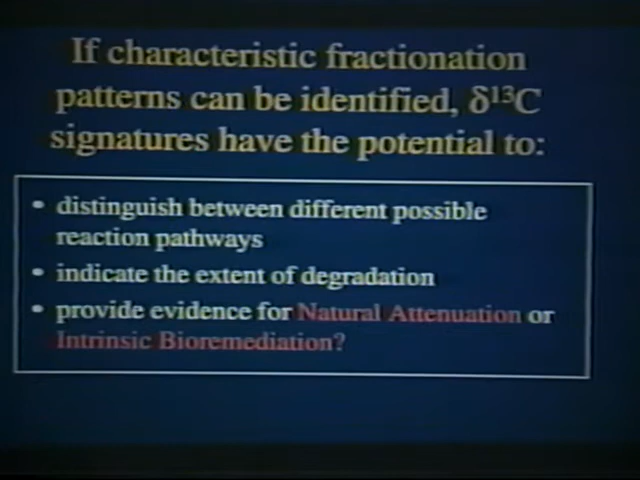 If characteristic fractionation
patterns can be identified, δ¹³C
signatures have the potential to:
• distinguish between different possible
reaction pathways
• indicate the extent of degradation
• provide evidence for Natural Attenuation or
Intrinsic Bioremediation?